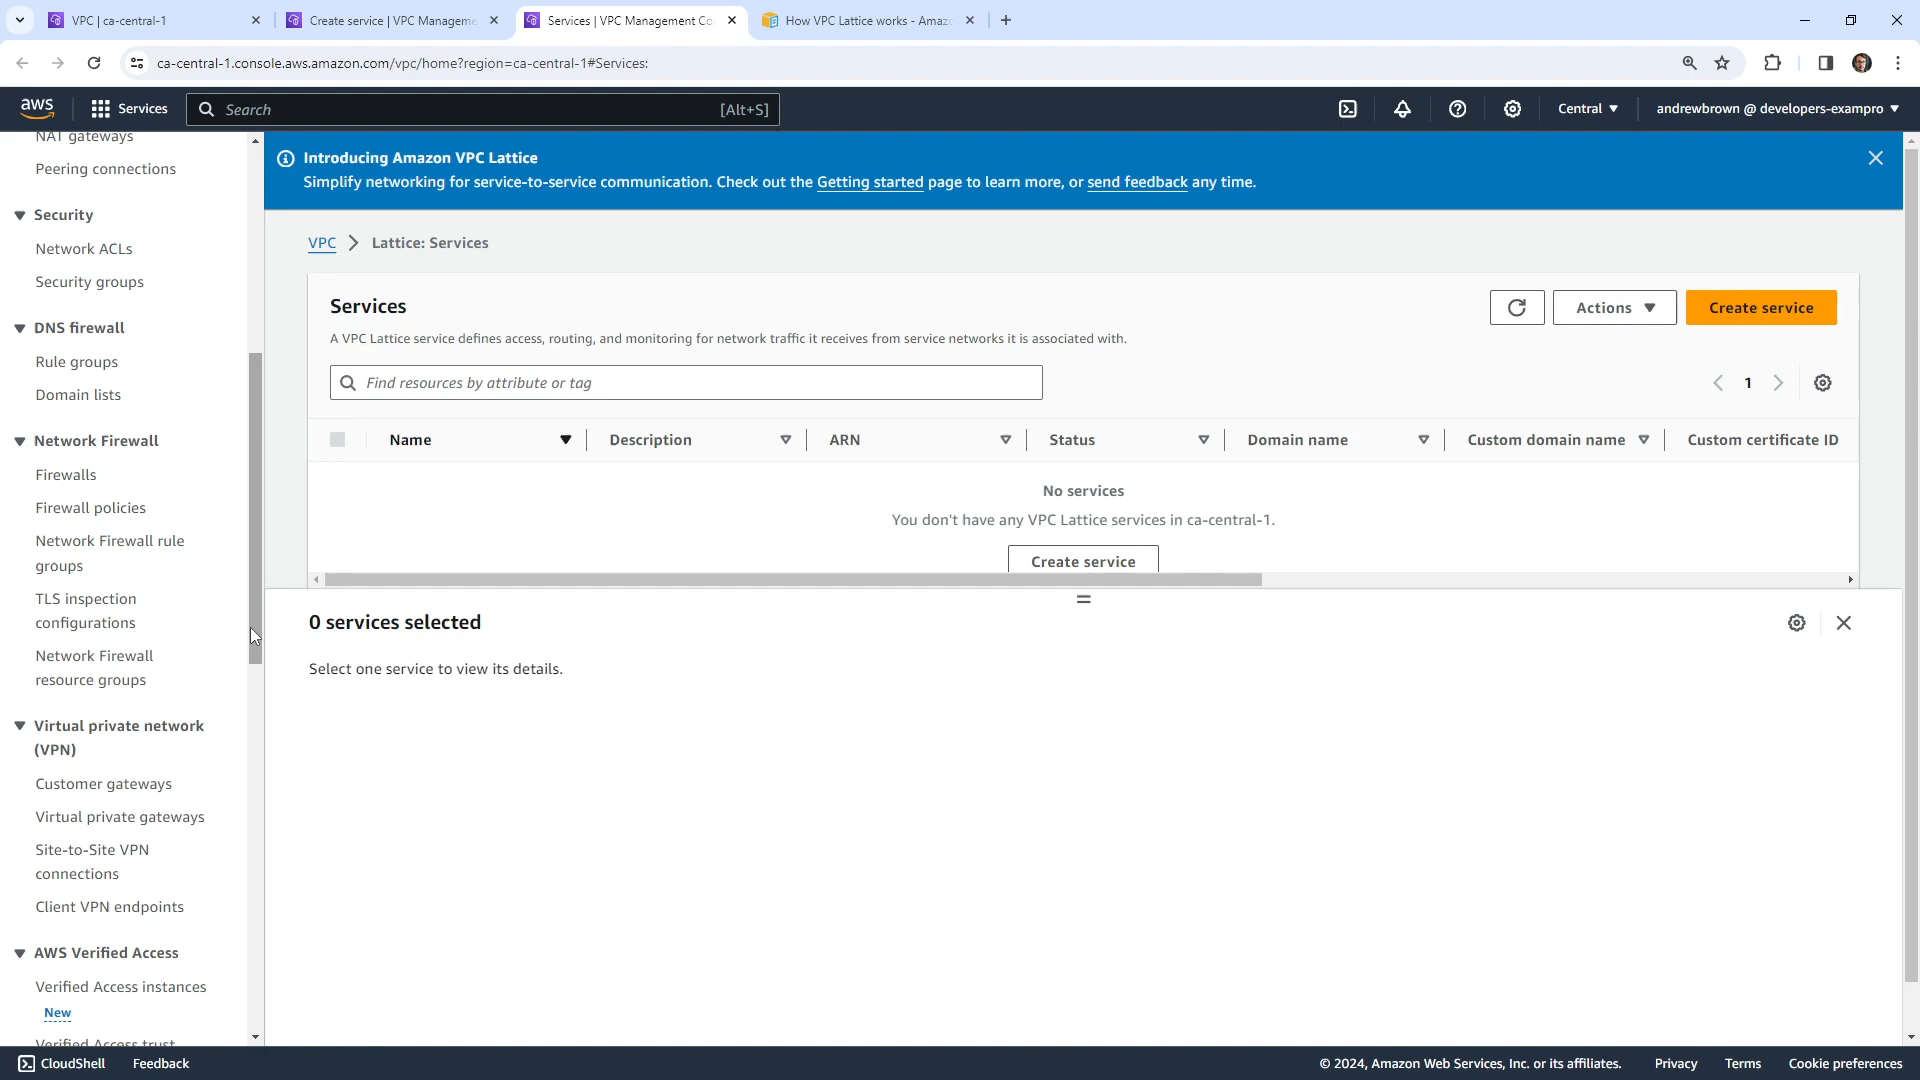 VPC | ca-central-1
Create service | VPC Manageme
Services | VPC Management Co
How VPC Lattice works - Amaz
ca-central-1.console.aws.amazon.com/vpc/home?region=ca-central-1#Services:
aws
Services
Search
[Alt+S]
Central
andrewbrown @ developers-exampro
NAT gateways
Peering connections
Security
Network ACLs
Security groups
DNS firewall
Rule groups
Domain lists
Network Firewall
Firewalls
Firewall policies
Network Firewall rule
groups
TLS inspection
configurations
Network Firewall
resource groups
Virtual private network
(VPN)
Customer gateways
Virtual private gateways
Site-to-Site VPN
connections
Client VPN endpoints
AWS Verified Access
Verified Access instances
New
Verified Access trust
Introducing Amazon VPC Lattice
Simplify networking for service-to-service communication. Check out the Getting started page to learn more, or send feedback any time.
VPC > Lattice: Services
Services
Actions
Create service
A VPC Lattice service defines access, routing, and monitoring for network traffic it receives from service networks it is associated with.
Find resources by attribute or tag
1
Name
Description
ARN
Status
Domain name
Custom domain name
Custom certificate ID
No services
You don't have any VPC Lattice services in ca-central-1.
Create service
0 services selected
Select one service to view its details.
CloudShell
Feedback
© 2024, Amazon Web Services, Inc. or its affiliates.
Privacy
Terms
Cookie preferences